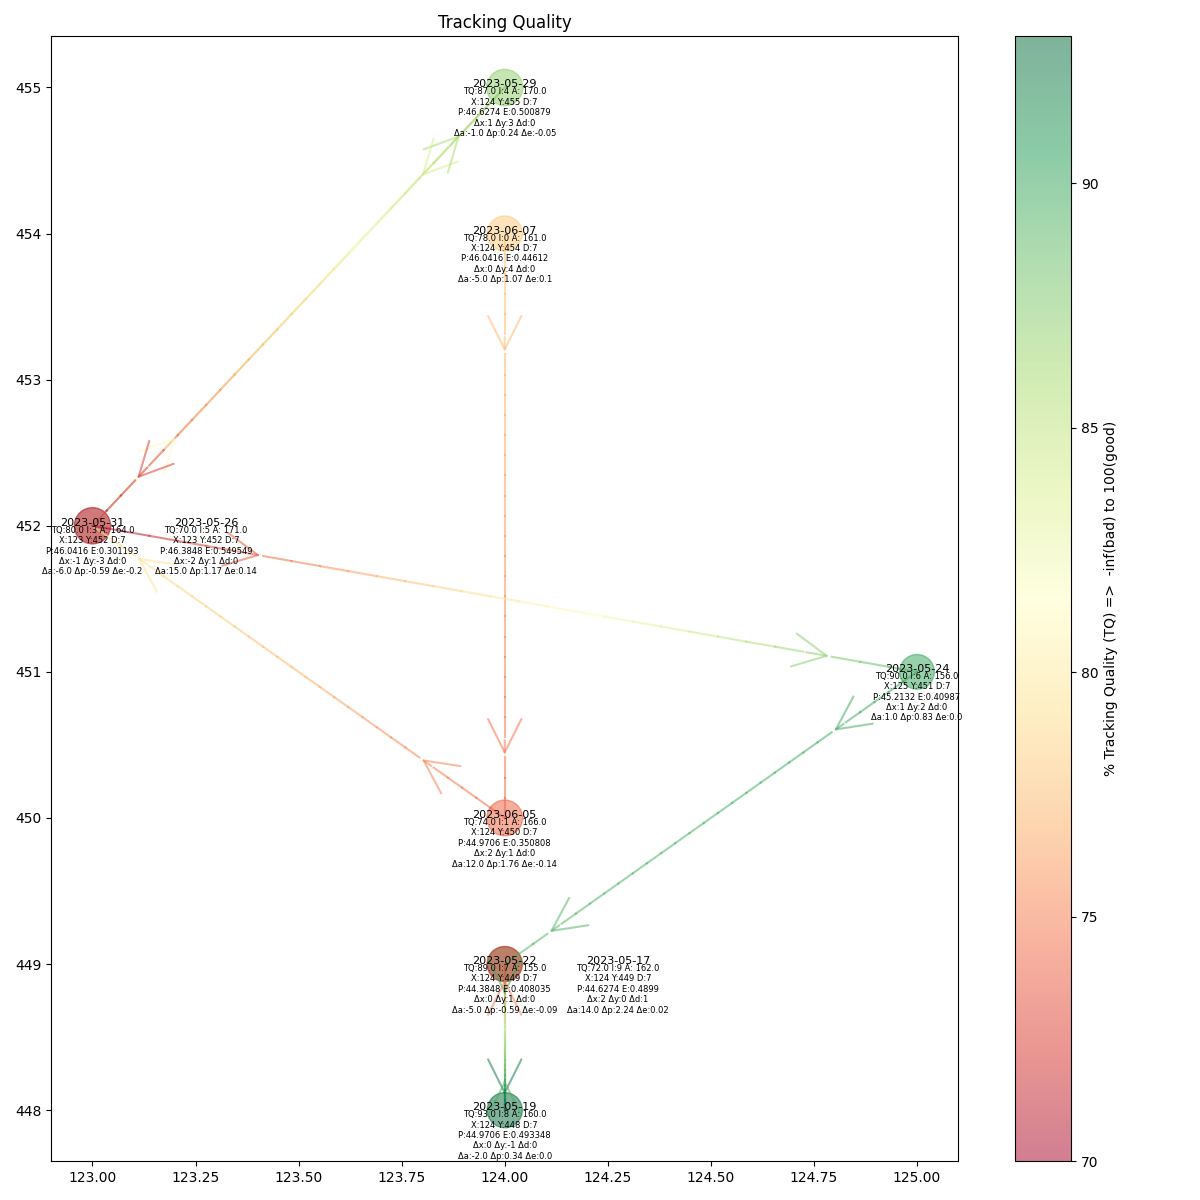 Tracking Quality
455
454
453
452
451
450
449
448
123.00
123.25
123.50
123.75
124.00
124.25
124.50
124.75
125.00
2023-05-29
TQ:87.0 I:4 A: 170.0
X:124 Y:455 D:7
P:46.6274 E:0.500879
Δx:1 Δy:3 Δd:0
Δa:-1.0 Δp:0.24 Δe:-0.05
2023-06-07
TQ:78.0 I:0 A: 161.0
X:124 Y:454 D:7
P:46.0416 E:0.44612
Δx:0 Δy:4 Δd:0
Δa:-5.0 Δp:1.07 Δe:0.1
2023-05-31
TQ:80.0 I:3 A: 164.0
X:123 Y:452 D:7
P:46.0416 E:0.301193
Δx:-1 Δy:-3 Δd:0
Δa:-6.0 Δp:-0.59 Δe:-0.2
2023-05-26
TQ:70.0 I:5 A: 171.0
X:123 Y:452 D:7
P:46.3848 E:0.549549
Δx:-2 Δy:1 Δd:0
Δa:15.0 Δp:1.17 Δe:0.14
2023-05-24
TQ:90.0 I:6 A: 156.0
X:125 Y:451 D:7
P:45.2132 E:0.40987
Δx:1 Δy:2 Δd:0
Δa:1.0 Δp:0.83 Δe:0.0
2023-06-05
TQ:74.0 I:1 A: 166.0
X:124 Y:450 D:7
P:44.9706 E:0.350808
Δx:2 Δy:1 Δd:0
Δa:12.0 Δp:1.76 Δe:-0.14
2023-05-22
TQ:89.0 I:7 A: 155.0
X:124 Y:449 D:7
P:44.3848 E:0.408035
Δx:0 Δy:1 Δd:0
Δa:-5.0 Δp:-0.59 Δe:-0.09
2023-05-17
TQ:72.0 I:9 A: 162.0
X:124 Y:449 D:7
P:44.6274 E:0.4899
Δx:2 Δy:0 Δd:1
Δa:14.0 Δp:2.24 Δe:0.02
2023-05-19
TQ:93.0 I:8 A: 160.0
X:124 Y:448 D:7
P:44.9706 E:0.493348
Δx:0 Δy:-1 Δd:0
Δa:-2.0 Δp:0.34 Δe:0.0
90
85
80
75
70
% Tracking Quality (TQ) =>  -inf(bad) to 100(good)